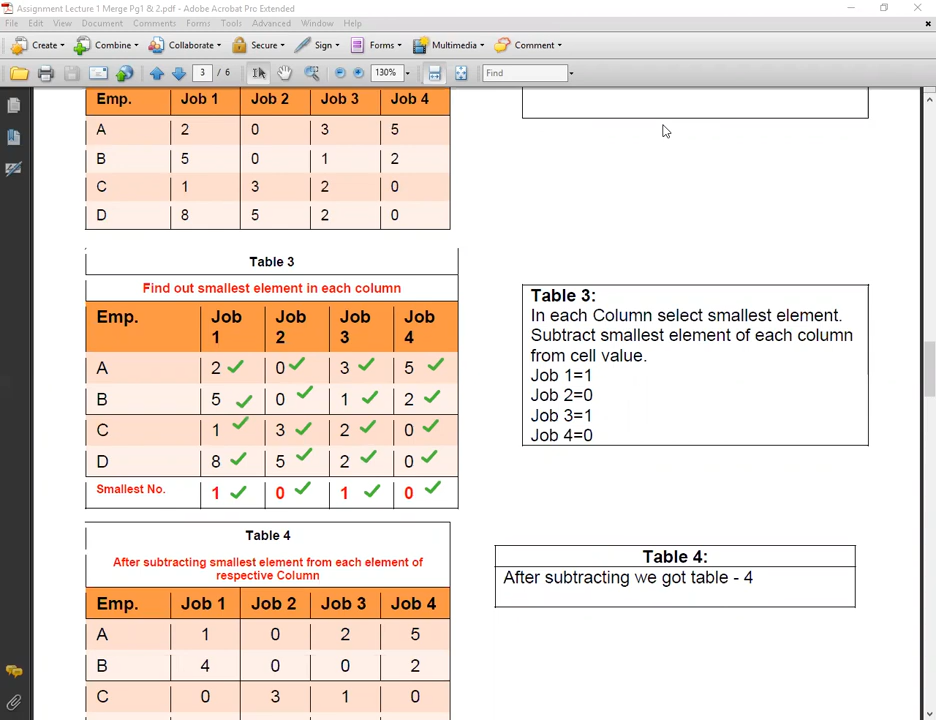 Assignment Lecture 1 Merge Pg1 & 2.pdf - Adobe Acrobat Pro Extended
File Edit View Document Comments Forms Tools Advanced Window Help
Create Combine Collaborate Secure Sign Forms Multimedia Comment
3 / 6 130% Find
Emp. Job 1 Job 2 Job 3 Job 4
A 2 0 3 5
B 5 0 1 2
C 1 3 2 0
D 8 5 2 0
Table 3
Find out smallest element in each column
Emp. Job 1 Job 2 Job 3 Job 4
A 2 0 3 5
B 5 0 1 2
C 1 3 2 0
D 8 5 2 0
Smallest No. 1 0 1 0
Table 3:
In each Column select smallest element.
Subtract smallest element of each column
from cell value.
Job 1=1
Job 2=0
Job 3=1
Job 4=0
Table 4
After subtracting smallest element from each element of
respective Column
Emp. Job 1 Job 2 Job 3 Job 4
A 1 0 2 5
B 4 0 0 2
C 0 3 1 0
Table 4:
After subtracting we got table - 4